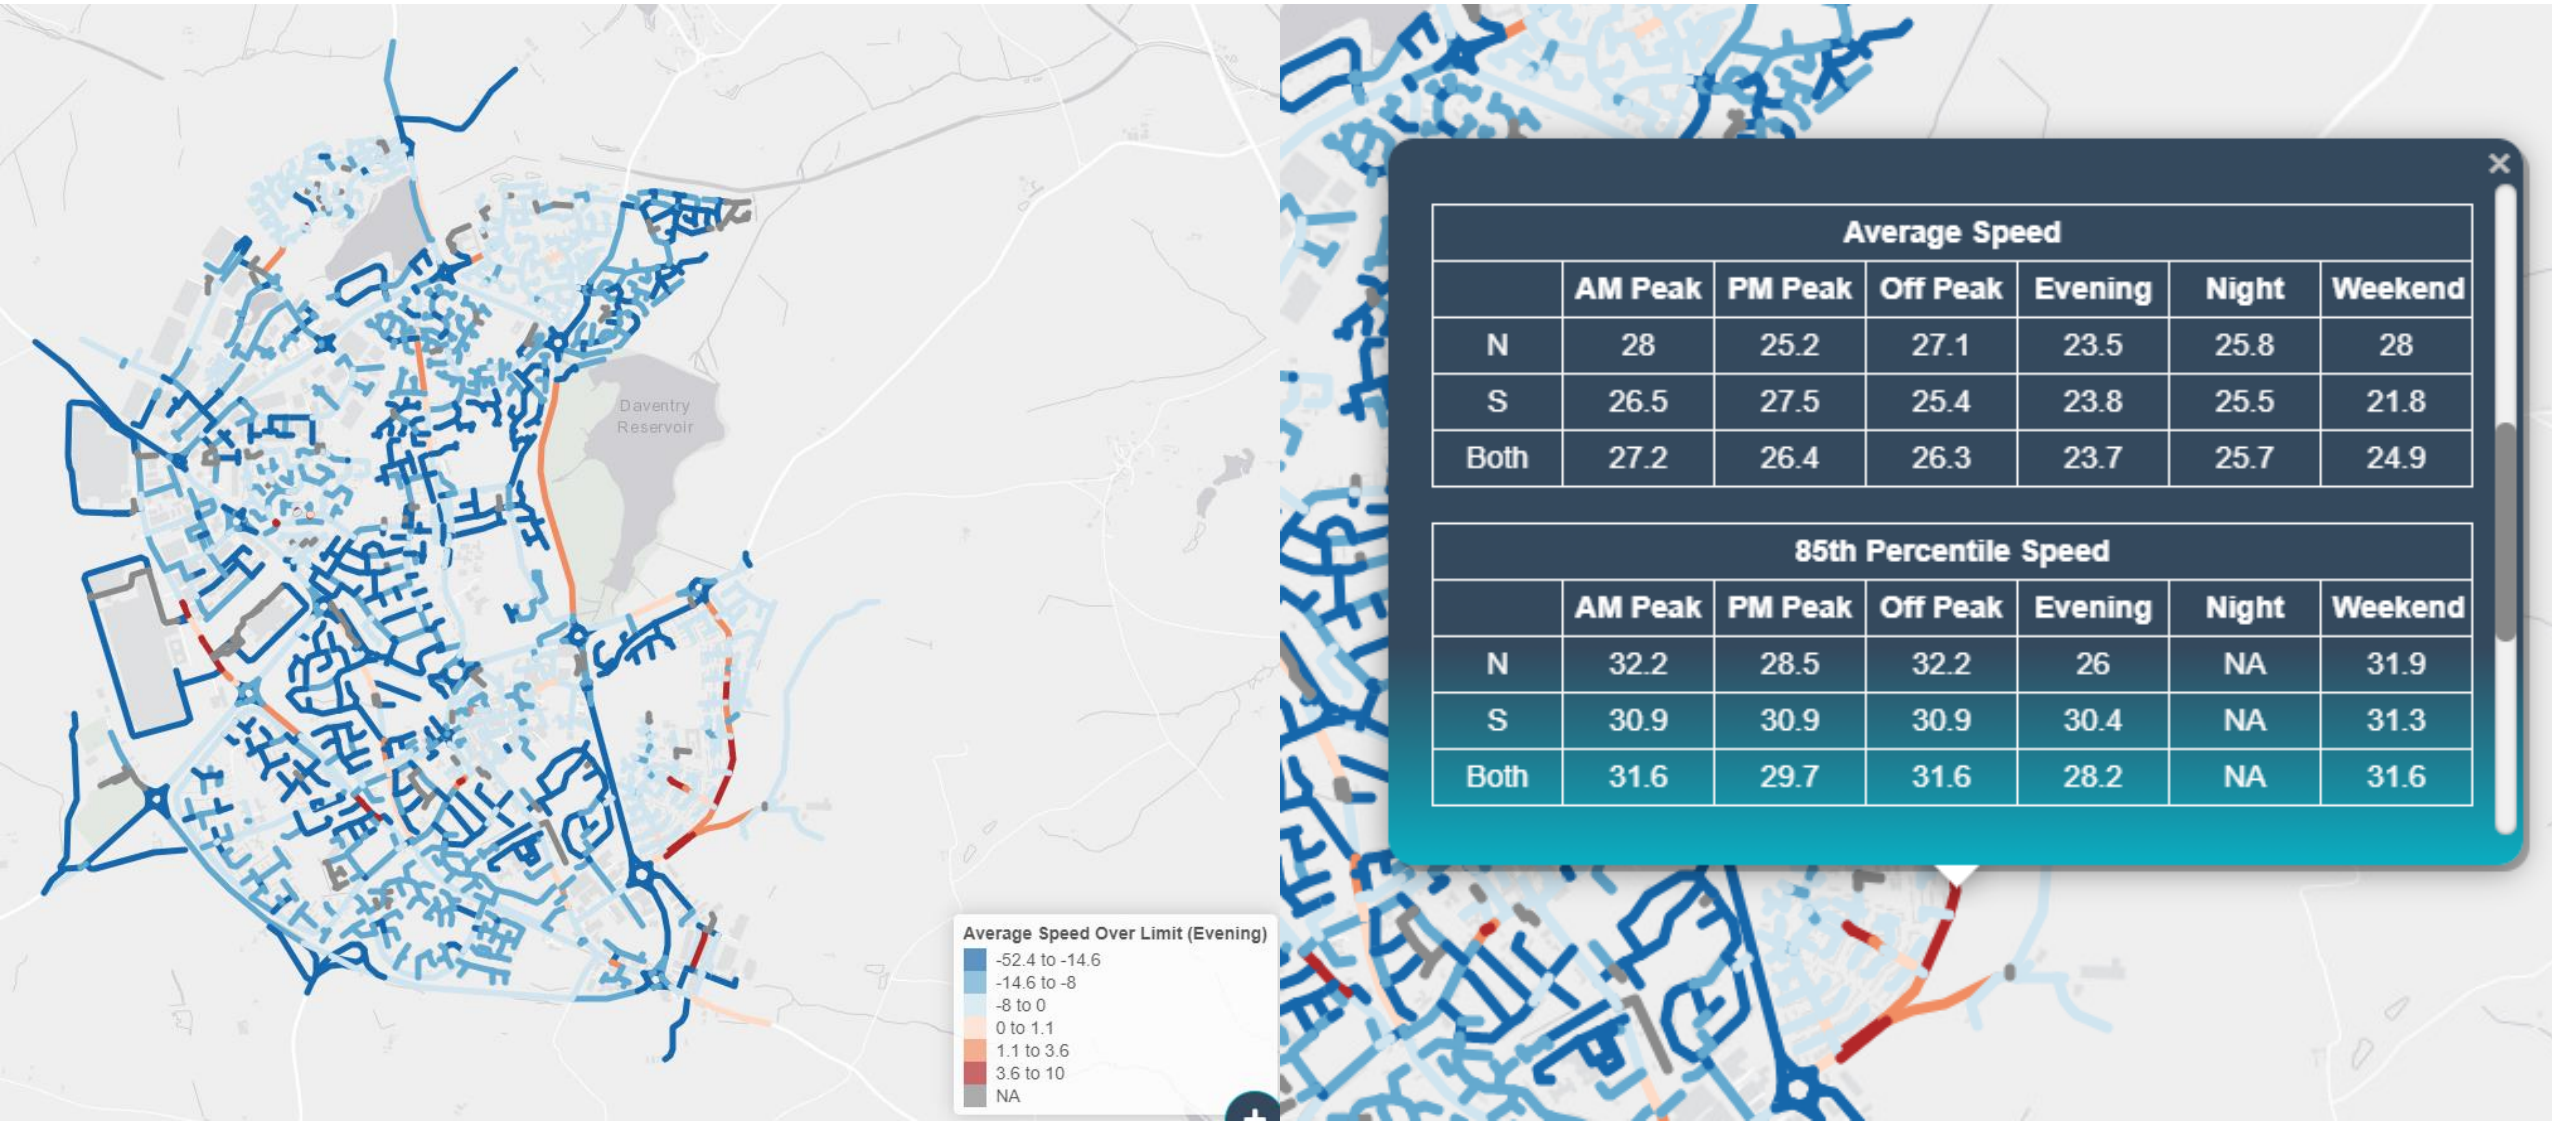 Daventry
Reservoir
Average Speed Over Limit (Evening)
-52.4 to -14.6
-14.6 to -8
-8 to 0
0 to 1.1
1.1 to 3.6
3.6 to 10
NA
+
×
Average Speed
AM Peak PM Peak Off Peak Evening Night Weekend
N 28 25.2 27.1 23.5 25.8 28
S 26.5 27.5 25.4 23.8 25.5 21.8
Both 27.2 26.4 26.3 23.7 25.7 24.9
85th Percentile Speed
AM Peak PM Peak Off Peak Evening Night Weekend
N 32.2 28.5 32.2 26 NA 31.9
S 30.9 30.9 30.9 30.4 NA 31.3
Both 31.6 29.7 31.6 28.2 NA 31.6